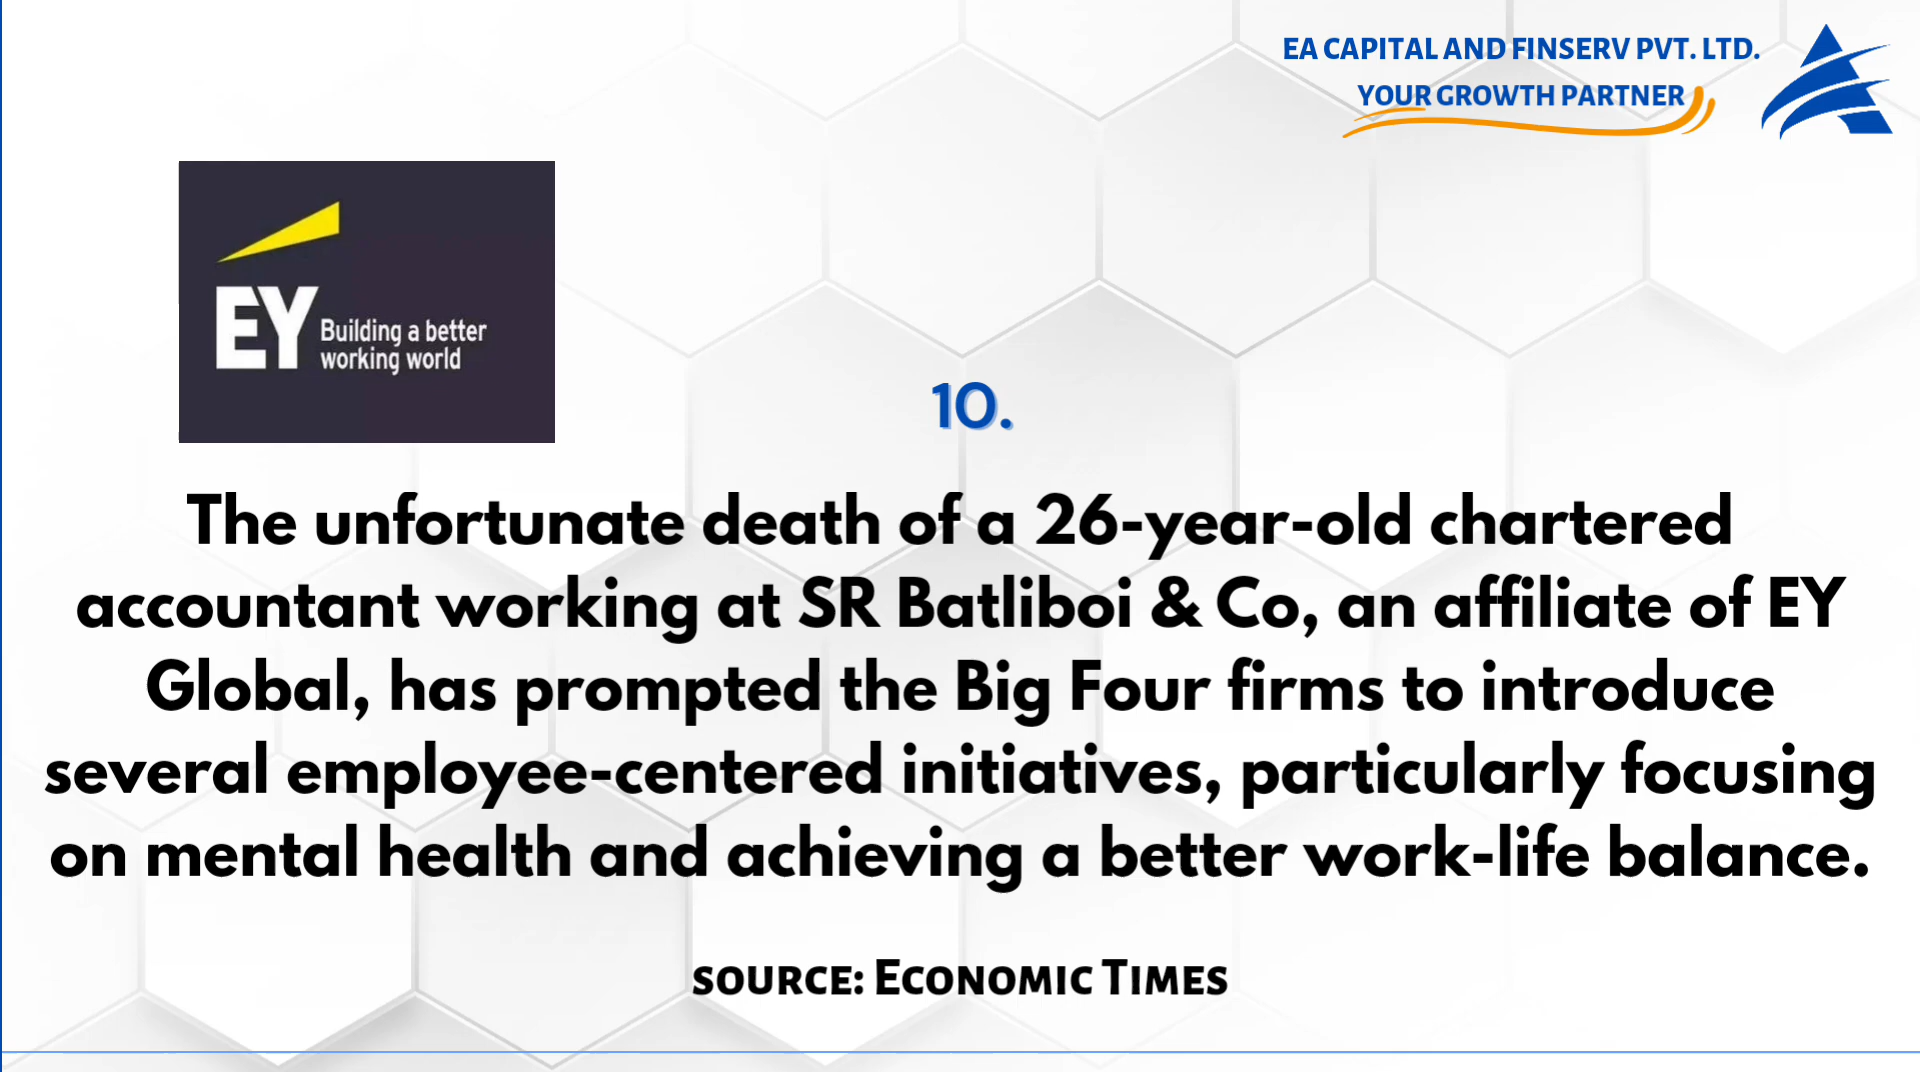 EA CAPITAL AND FINSERV PVT. LTD.
YOUR GROWTH PARTNER
EY Building a better
working world
10.
The unfortunate death of a 26-year-old chartered
accountant working at SR Batliboi & Co, an affiliate of EY
Global, has prompted the Big Four firms to introduce
several employee-centered initiatives, particularly focusing
on mental health and achieving a better work-life balance.
SOURCE: ECONOMIC TIMES